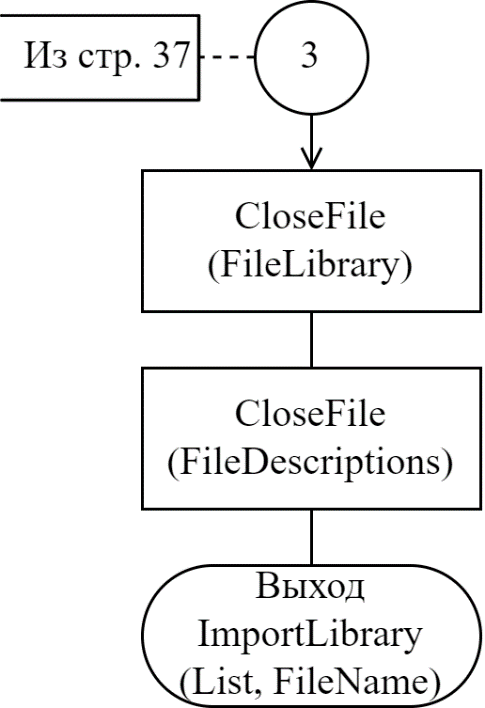 Из стр. 37
3
CloseFile
(FileLibrary)
CloseFile
(FileDescriptions)
Выход
ImportLibrary
(List, FileName)